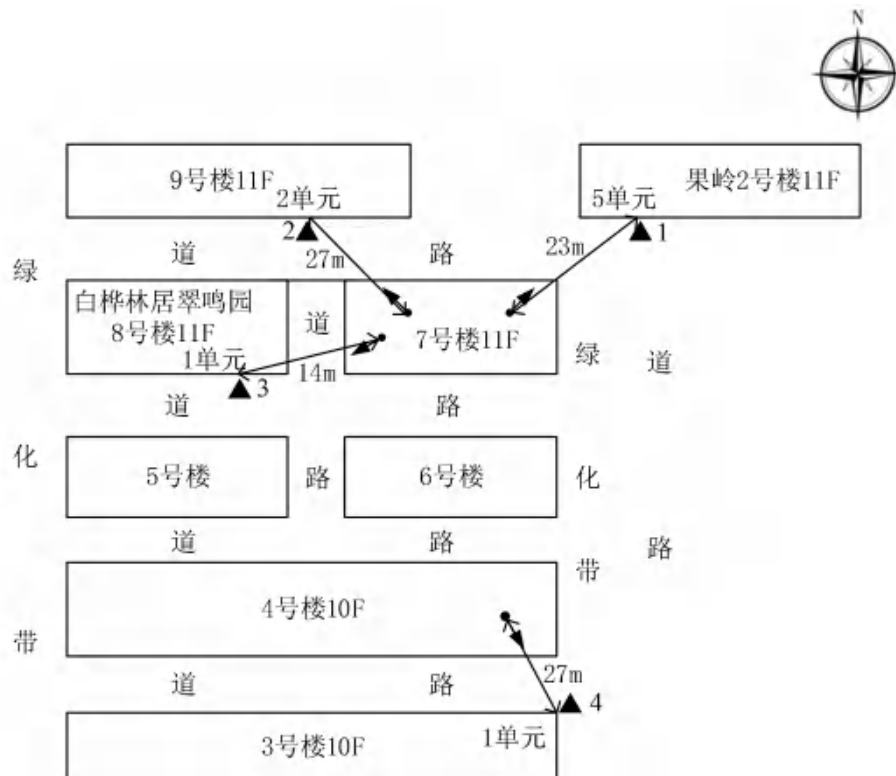 N
9号楼11F
2单元
果岭2号楼11F
5单元
2
1
27m
23m
绿
道
路
白桦林居翠鸣园
8号楼11F
1单元
道
7号楼11F
绿
道
3
14m
道
路
化
5号楼
路
6号楼
化
道
路
带
路
4号楼10F
带
道
路
27m
4
1单元
3号楼10F